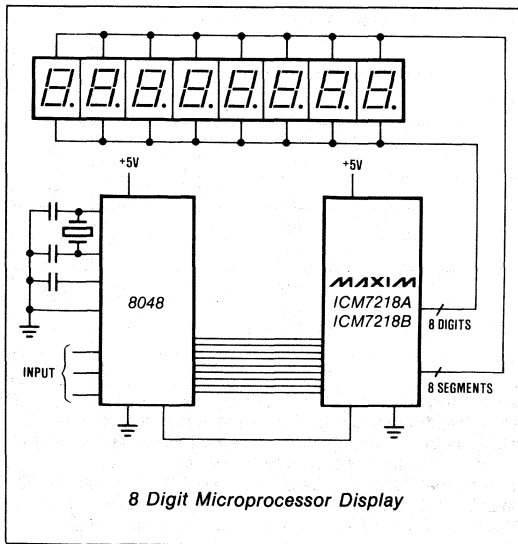 +5V
+5V
8048
MAXIM
ICM7218A
ICM7218B
8 DIGITS
INPUT
8 SEGMENTS
8 Digit Microprocessor Display